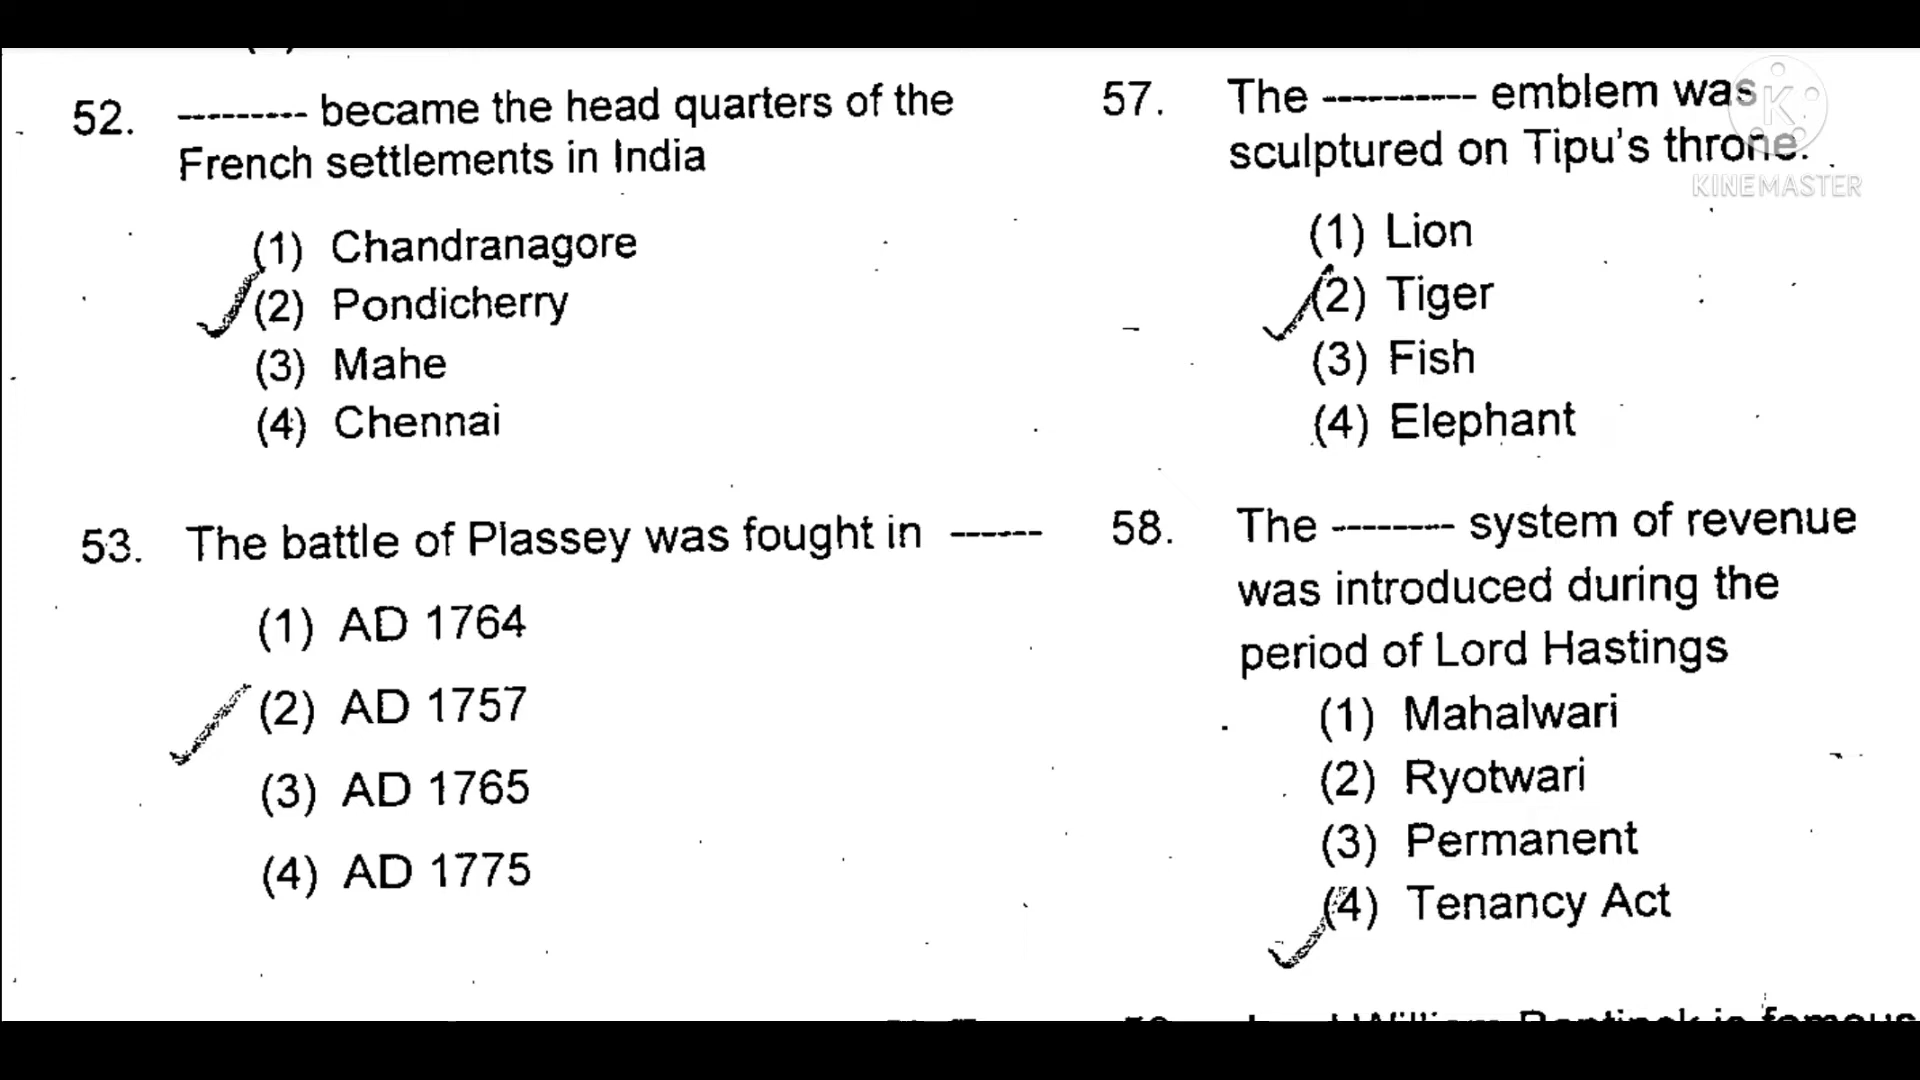 52. --------- became the head quarters of the
French settlements in India
(1) Chandranagore
(2) Pondicherry
(3) Mahe
(4) Chennai
53. The battle of Plassey was fought in ------
(1) AD 1764
(2) AD 1757
(3) AD 1765
(4) AD 1775
57. The ---------- emblem was
sculptured on Tipu's throne.
KINEMASTER
(1) Lion
(2) Tiger
(3) Fish
(4) Elephant
58. The -------- system of revenue
was introduced during the
period of Lord Hastings
(1) Mahalwari
(2) Ryotwari
(3) Permanent
(4) Tenancy Act